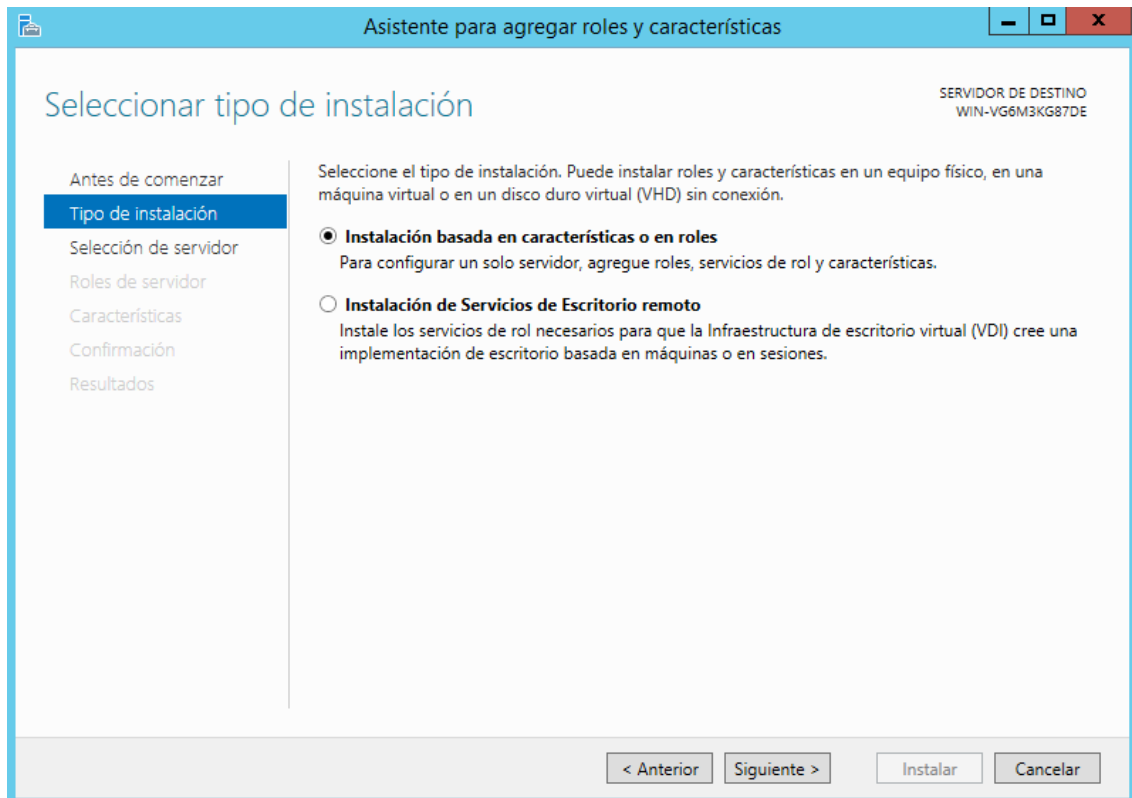 Asistente para agregar roles y características
Seleccionar tipo de instalación
SERVIDOR DE DESTINO
WIN-VG6M3KG87DE
Antes de comenzar
Tipo de instalación
Selección de servidor
Roles de servidor
Características
Confirmación
Resultados
Seleccione el tipo de instalación. Puede instalar roles y características en un equipo físico, en una
máquina virtual o en un disco duro virtual (VHD) sin conexión.
Instalación basada en características o en roles
Para configurar un solo servidor, agregue roles, servicios de rol y características.
Instalación de Servicios de Escritorio remoto
Instale los servicios de rol necesarios para que la Infraestructura de escritorio virtual (VDI) cree una
implementación de escritorio basada en máquinas o en sesiones.
< Anterior
Siguiente >
Instalar
Cancelar